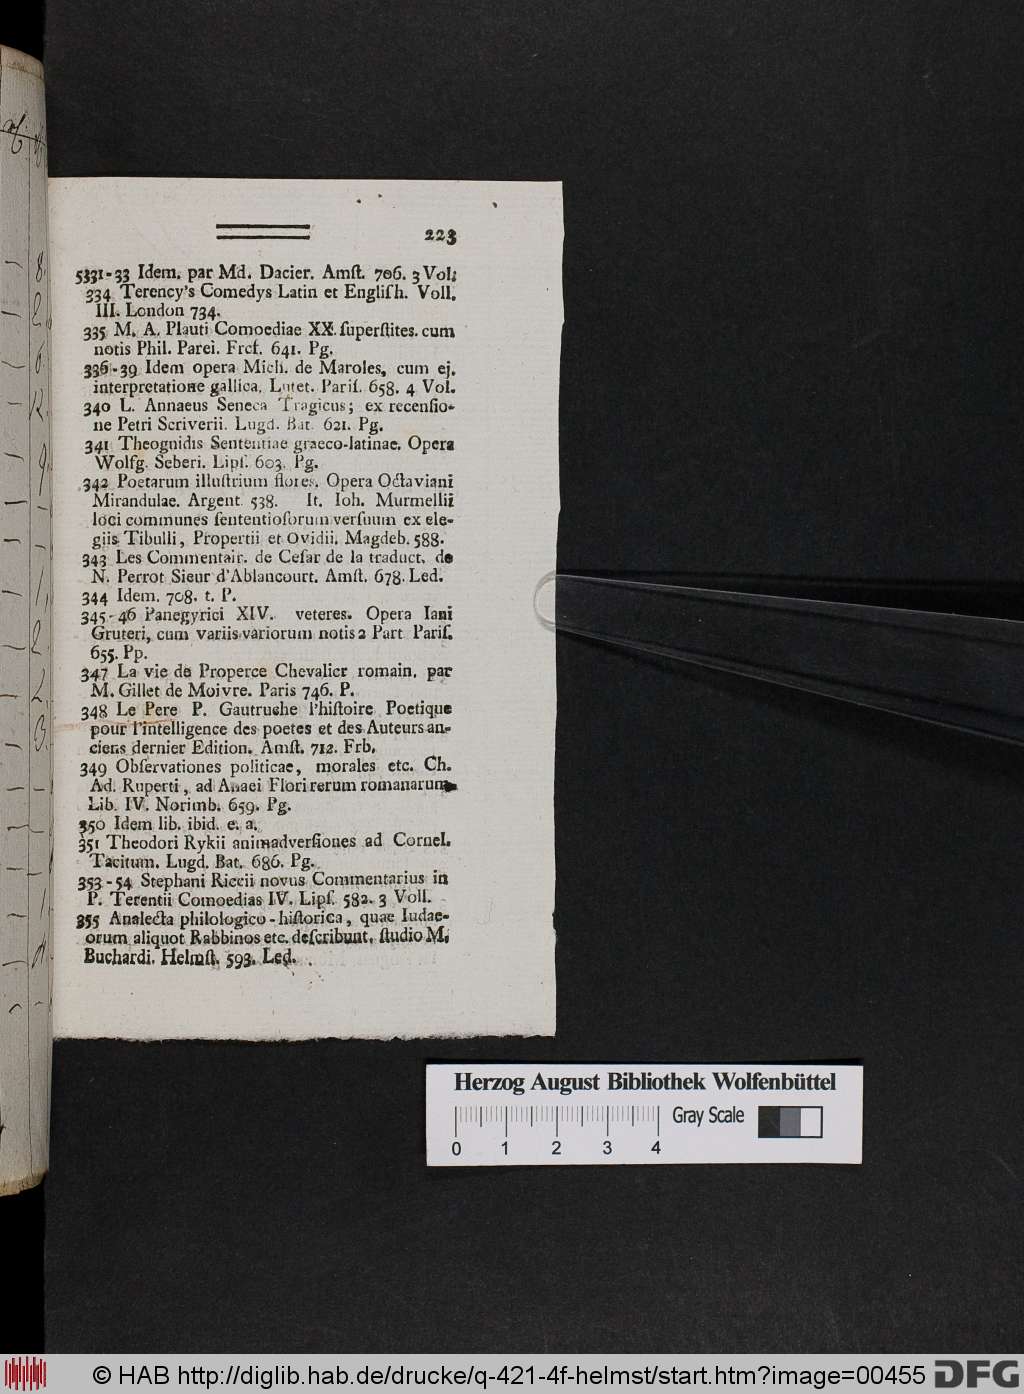 223
5331-33 Idem. par Md. Dacier. Amſt. 706. 3 Vol.
334 Terency's Comedys Latin et Engliſh. Voll.
III. London 734.
335 M. A. Plauti Comoediae XX. ſuperſtites. cum
notis Phil. Parei. Frcf. 641. Pg.
336-39 Idem opera Mich. de Maroles, cum ej.
interpretatione gallica. Lutet. Pariſ. 658. 4 Vol.
340 L. Annaeus Seneca Tragicus; ex recenſio-
ne Petri Scriverii. Lugd. Bat. 621. Pg.
341 Theognidis Sententiae graeco-latinae. Opera
Wolfg. Seberi. Lipſ. 603. Pg.
342 Poetarum illuſtrium flores. Opera Octaviani
Mirandulae. Argent. 538. It. Ioh. Murmellii
loci communes ſententioſorum verſuum ex ele-
giis Tibulli, Propertii et Ovidii. Magdeb. 588.
343 Les Commentair. de Ceſar de la traduct. de
N. Perrot Sieur d'Ablancourt. Amſt. 678. Led.
344 Idem. 708. t. P.
345-46 Panegyrici XIV. veteres. Opera Iani
Gruteri, cum variis variorum notis 2 Part. Pariſ.
655. Pp.
347 La vie de Properce Chevalier romain. par
M. Gillet de Moivre. Paris 746. P.
348 Le Pere P. Gautruche l'hiſtoire Poetique
pour l'intelligence des poetes et des Auteurs an-
ciens dernier Edition. Amſt. 712. Frb.
349 Obſervationes politicae, morales etc. Ch.
Ad. Ruperti, ad Anaei Flori rerum romanarum
Lib. IV. Norimb. 659. Pg.
350 Idem lib. ibid. e. a.
351 Theodori Rykii animadverſiones ad Cornel.
Tacitum. Lugd. Bat. 686. Pg.
353-54 Stephani Riccii novus Commentarius in
P. Terentii Comoedias IV. Lipſ. 582. 3 Voll.
355 Analecta philologico-hiſtorica, quae Iudae-
orum aliquot Rabbinos etc. deſcribunt. ſtudio M.
Buchardi. Helmſt. 593. Led.
Herzog August Bibliothek Wolfenbüttel
Gray Scale
0 1 2 3 4
© HAB http://diglib.hab.de/drucke/q-421-4f-helmst/start.htm?image=00455
DFG